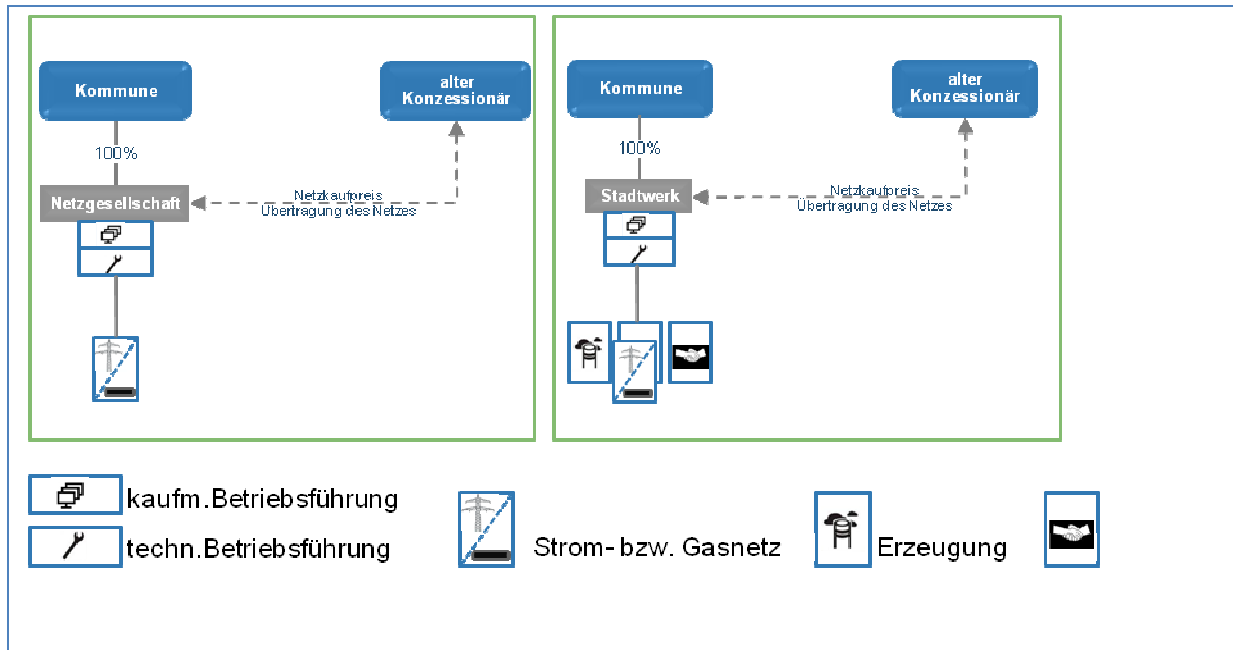 Kommune
alter
Konzessionär
100%
Netzgesellschaft
Netzkaufpreis
Übertragung des Netzes
Kommune
alter
Konzessionär
100%
Stadtwerk
Netzkaufpreis
Übertragung des Netzes
kaufm.Betriebsführung
techn.Betriebsführung
Strom- bzw. Gasnetz
Erzeugung